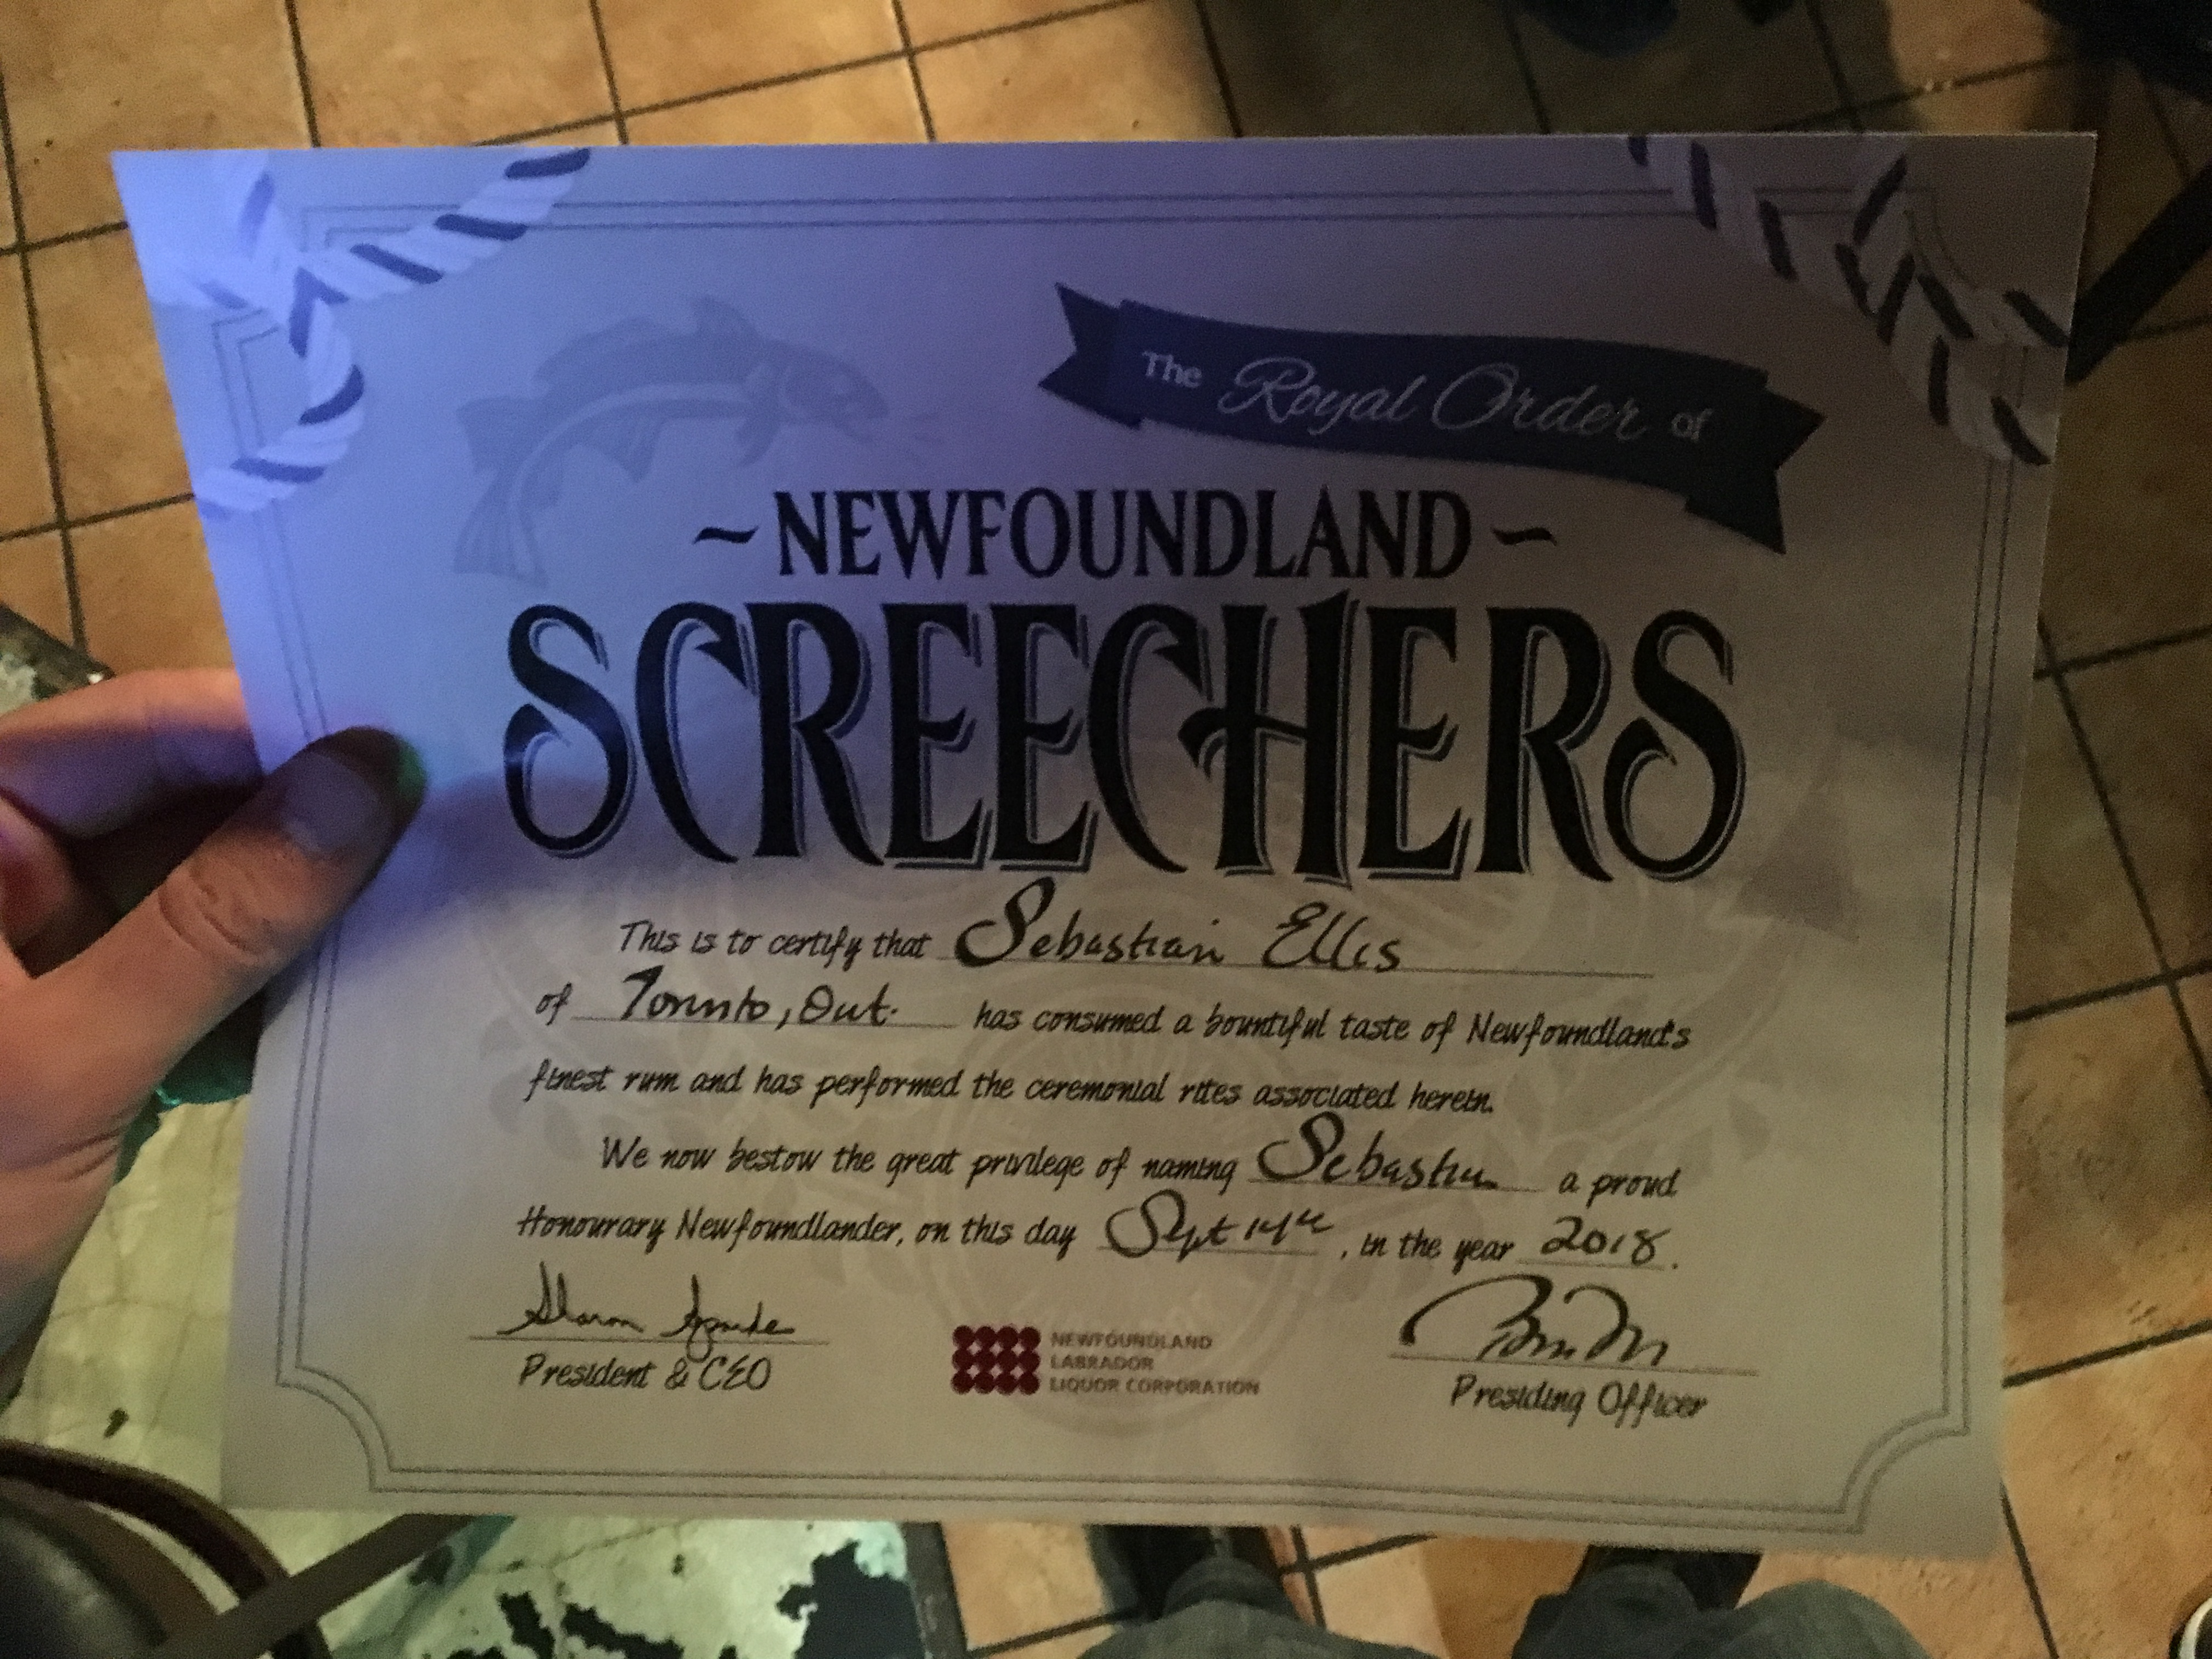 The Royal Order of
~NEWFOUNDLAND~
SCREECHERS
This is to certify that Sebastian Ellis
of Toronto, Ont. has consumed a bountiful taste of Newfoundland's
finest rum and has performed the ceremonial rites associated herein.
We now bestow the great privilege of naming Sebastian a proud
Honourary Newfoundlander, on this day Sept 14th, in the year 2018.
Sharon Sparke
President & CEO
NEWFOUNDLAND
LABRADOR
LIQUOR CORPORATION
Presiding Officer